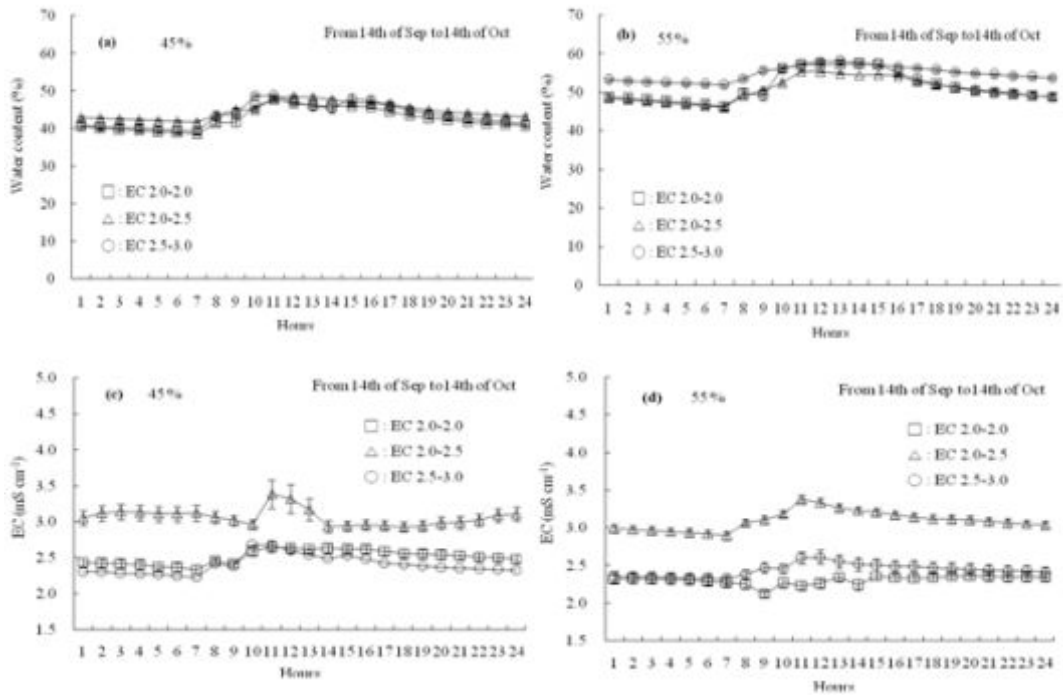 (a) 45% From 14th of Sep to 14th of Oct
70
60
50
40
30
20
10
0
Water content (%)
□ : EC 2.0-2.0
△ : EC 2.0-2.5
○ : EC 2.5-3.0
1 2 3 4 5 6 7 8 9 10 11 12 13 14 15 16 17 18 19 20 21 22 23 24
Hours
(b) 55% From 14th of Sep to 14th of Oct
70
60
50
40
30
20
10
0
Water content (%)
□ : EC 2.0-2.0
△ : EC 2.0-2.5
○ : EC 2.5-3.0
1 2 3 4 5 6 7 8 9 10 11 12 13 14 15 16 17 18 19 20 21 22 23 24
Hours
(c) 45% From 14th of Sep to 14th of Oct
5.0
4.5
4.0
3.5
3.0
2.5
2.0
1.5
EC (mS cm⁻¹)
□ : EC 2.0-2.0
△ : EC 2.0-2.5
○ : EC 2.5-3.0
1 2 3 4 5 6 7 8 9 10 11 12 13 14 15 16 17 18 19 20 21 22 23 24
Hours
(d) 55% From 14th of Sep to 14th of Oct
5.0
4.5
4.0
3.5
3.0
2.5
2.0
1.5
EC (mS cm⁻¹)
□ : EC 2.0-2.0
△ : EC 2.0-2.5
○ : EC 2.5-3.0
1 2 3 4 5 6 7 8 9 10 11 12 13 14 15 16 17 18 19 20 21 22 23 24
Hours